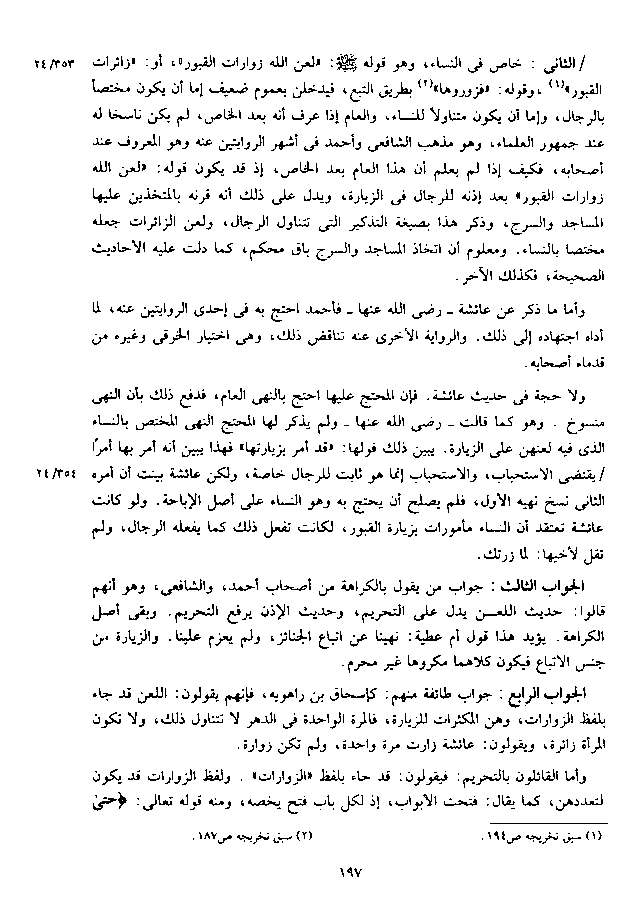 / الثاني : خاص في النساء، وهو قوله ﷺ: «لعن الله زوارات القبور»، أو: «زائرات ٢٤/٣٥٣
القبور»(١) ،وقوله: «فزوروها»(٢) بطريق التبع، فيدخلن بعموم ضعيف إما أن يكون مختصاً
بالرجال، وإما أن يكون متناولاً للنساء، والعام إذا عرف أنه بعد الخاص، لم يكن ناسخا له
عند جمهور العلماء، وهو مذهب الشافعي وأحمد في أشهر الروايتين عنه وهو المعروف عند
أصحابه، فكيف إذا لم يعلم أن هذا العام بعد الخاص، إذ قد يكون قوله: «لعن الله
زوارات القبور» بعد إذنه للرجال في الزيارة، ويدل على ذلك أنه قرنه بالمتخذين عليها
المساجد والسرج، وذكر هذا بصيغة التذكير التي تتناول الرجال، ولعن الزائرات جعله
مختصا بالنساء. ومعلوم أن اتخاذ المساجد والسرج باق محكم، كما دلت عليه الأحاديث
الصحيحة، فكذلك الآخر.
وأما ما ذكر عن عائشة ـ رضى الله عنها ـ فأحمد احتج به في إحدى الروايتين عنه، لما
أداه اجتهاده إلى ذلك. والرواية الأخرى عنه تناقض ذلك، وهي اختيار الخرقي وغيره من
قدماء أصحابه.
ولا حجة في حديث عائشة. فإن المحتج عليها احتج بالنهى العام، فدفع ذلك بأن النهى
منسوخ . وهو كما قالت ـ رضى الله عنها ـ ولم يذكر لها المحتج النهى المختص بالنساء
الذى فيه لعنهن على الزيارة. يبين ذلك قولها: «قد أمر بزيارتها» فهذا يبين أنه أمر بها أمرًا
/ يقتضى الاستحباب، والاستحباب إنما هو ثابت للرجال خاصة، ولكن عائشة بينت أن أمره ٢٤/٣٥٤
الثانى نسخ نهيه الأول، فلم يصلح أن يحتج به وهو النساء على أصل الإباحة. ولو كانت
عائشة تعتقد أن النساء مأمورات بزيارة القبور، لكانت تفعل ذلك كما يفعله الرجال، ولم
تقل لأخيها: لما زرتك.
الجواب الثالث : جواب من يقول بالكراهة من أصحاب أحمد، والشافعي، وهو أنهم
قالوا: حديث اللعن يدل على التحريم، وحديث الإذن يرفع التحريم. وبقى أصل
الكراهة . يؤيد هذا قول أم عطية: نهينا عن اتباع الجنائز، ولم يعزم علينا. والزيارة من
جنس الاتباع فيكون كلاهما مكروها غير محرم.
الجواب الرابع : جواب طائفة منهم: كإسحاق بن راهويه، فإنهم يقولون: اللعن قد جاء
بلفظ الزوارات، وهن المكثرات للزيارة، فالمرة الواحدة في الدهر لا تتناول ذلك، ولا تكون
المرأة زائرة، ويقولون: عائشة زارت مرة واحدة، ولم تكن زوارة.
وأما القائلون بالتحريم: فيقولون: قد جاء بلفظ «الزوارات» . ولفظ الزوارات قد يكون
لتعددهن، كما يقال: فتحت الأبواب، إذ لكل باب فتح يخصه، ومنه قوله تعالى: ﴿حَتَّىٰ
(١) سبق تخريجه ص١٩٤. (٢) سبق تخريجه ص١٨٧.
١٩٧